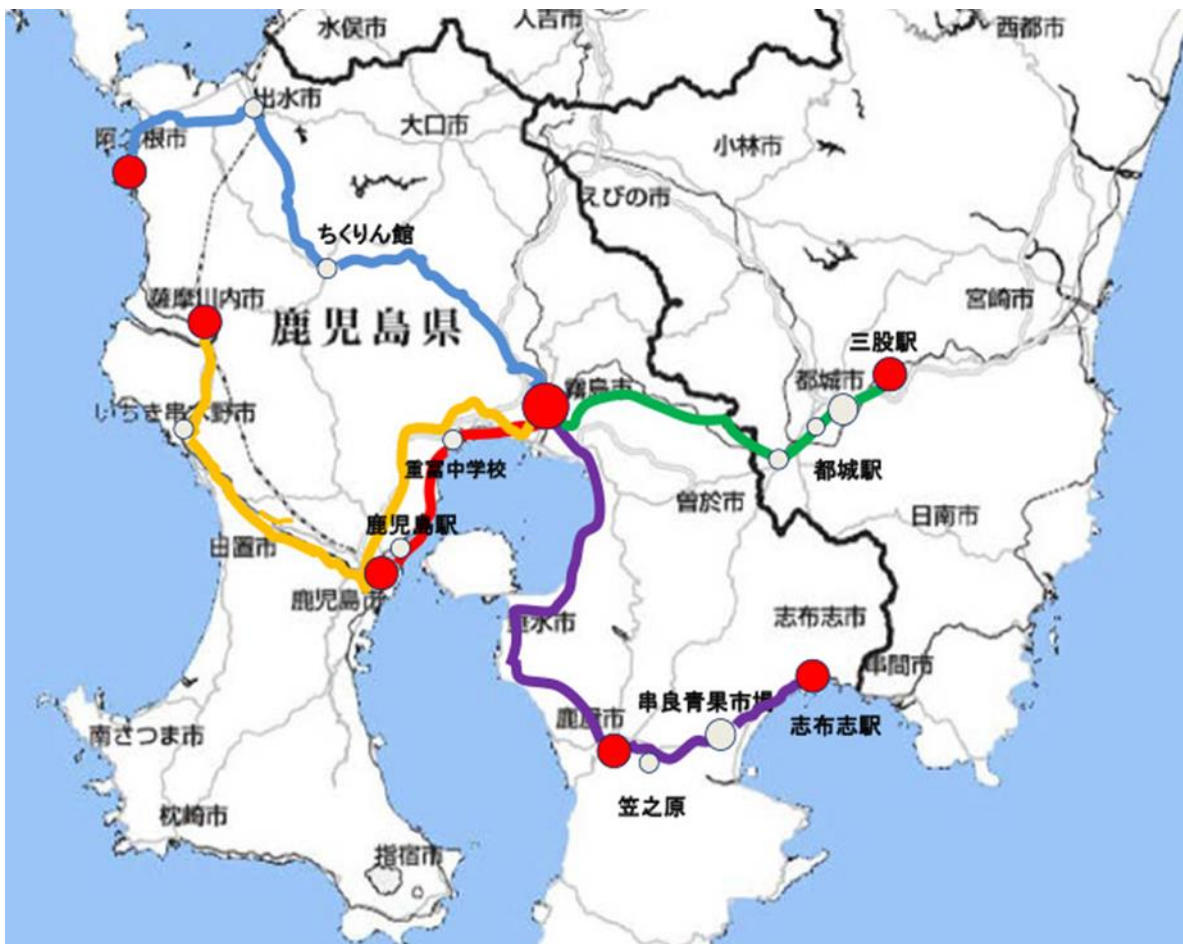 水俣市
人吉市
西都市
出水市
大口市
阿久根市
小林市
えびの市
ちくりん館
薩摩川内市
宮崎市
鹿児島県
三股駅
都城市
霧島市
いちき串木野市
重富中学校
都城駅
曽於市
日南市
鹿児島駅
日置市
鹿児島市
垂水市
志布志市
串間市
串良青果市場
鹿屋市
志布志駅
南さつま市
笠之原
枕崎市
指宿市